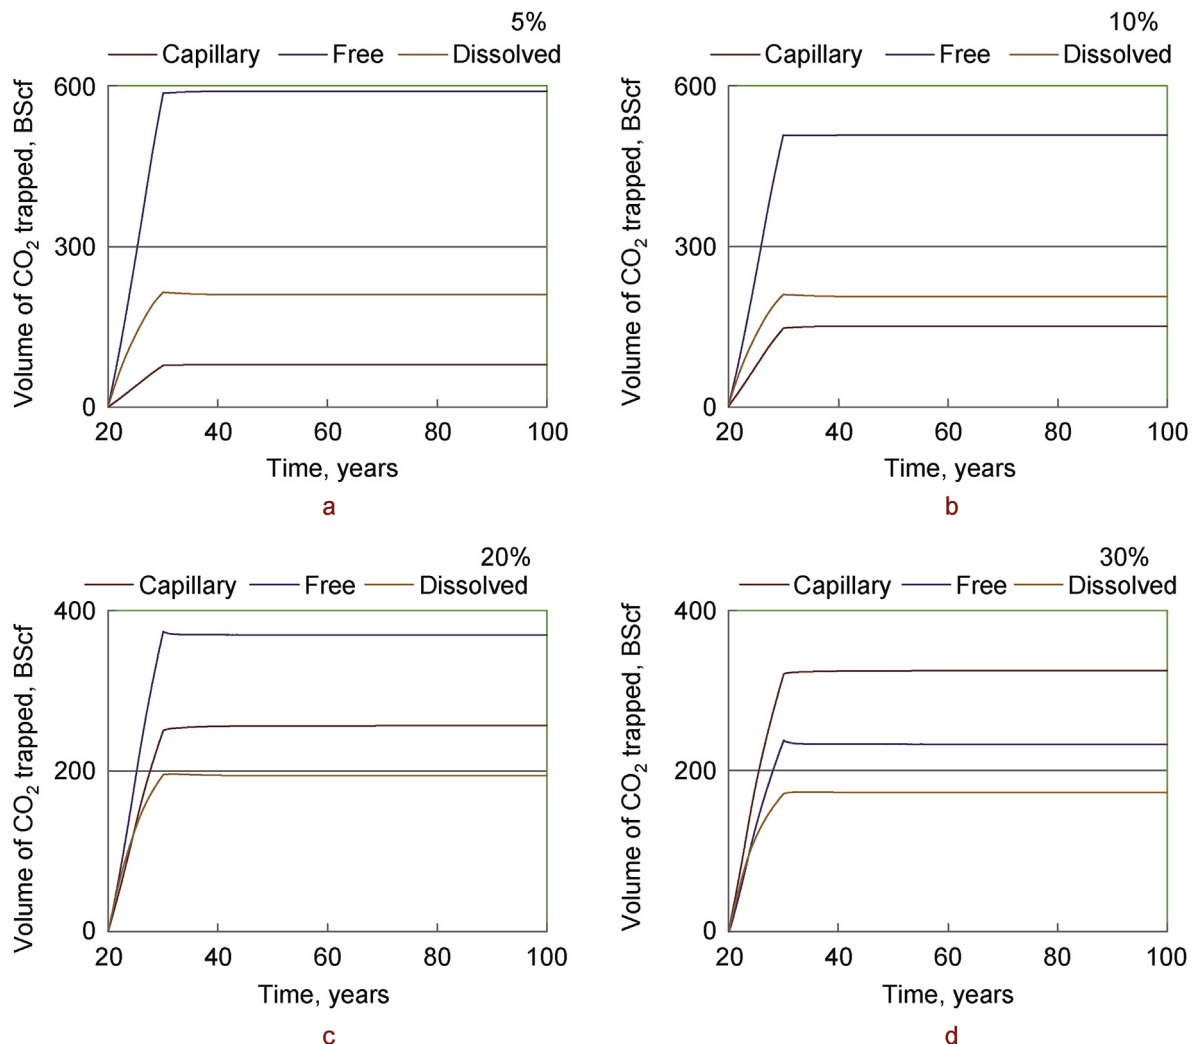 5%
Capillary Free Dissolved
Volume of CO₂ trapped, BScf
600
300
0
20 40 60 80 100
Time, years
a
10%
Capillary Free Dissolved
Volume of CO₂ trapped, BScf
600
300
0
20 40 60 80 100
Time, years
b
20%
Capillary Free Dissolved
Volume of CO₂ trapped, BScf
400
200
0
20 40 60 80 100
Time, years
c
30%
Capillary Free Dissolved
Volume of CO₂ trapped, BScf
400
200
0
20 40 60 80 100
Time, years
d